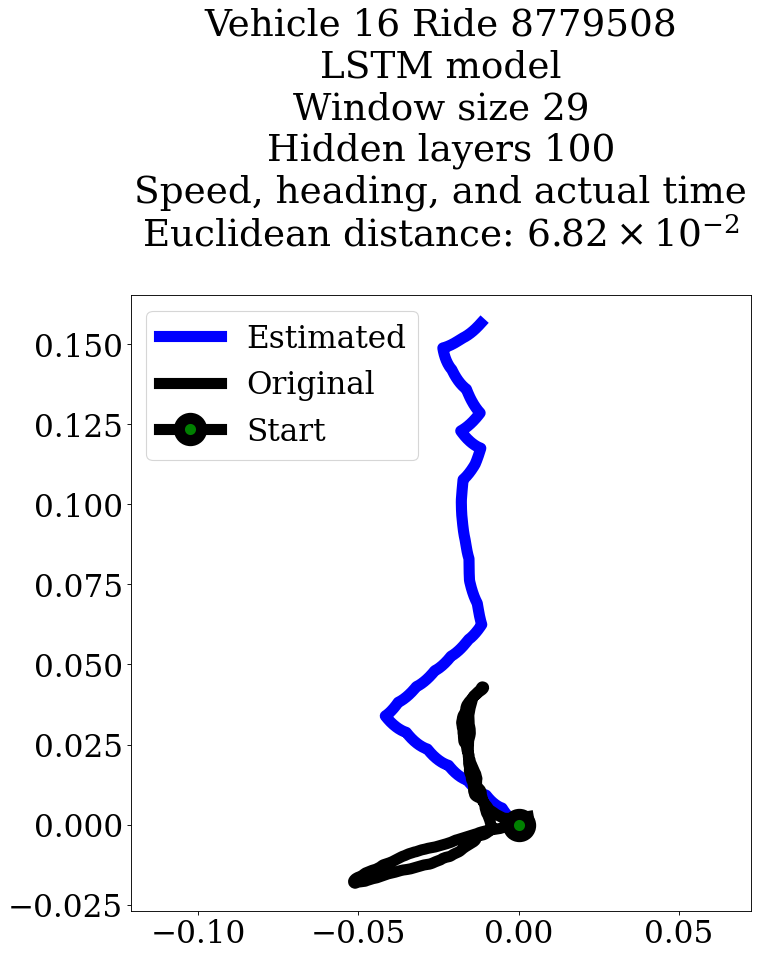 Vehicle 16 Ride 8779508
LSTM model
Window size 29
Hidden layers 100
Speed, heading, and actual time
Euclidean distance: 6.82 × 10⁻²
Estimated
Original
Start
0.150
0.125
0.100
0.075
0.050
0.025
0.000
−0.025
−0.10 −0.05 0.00 0.05